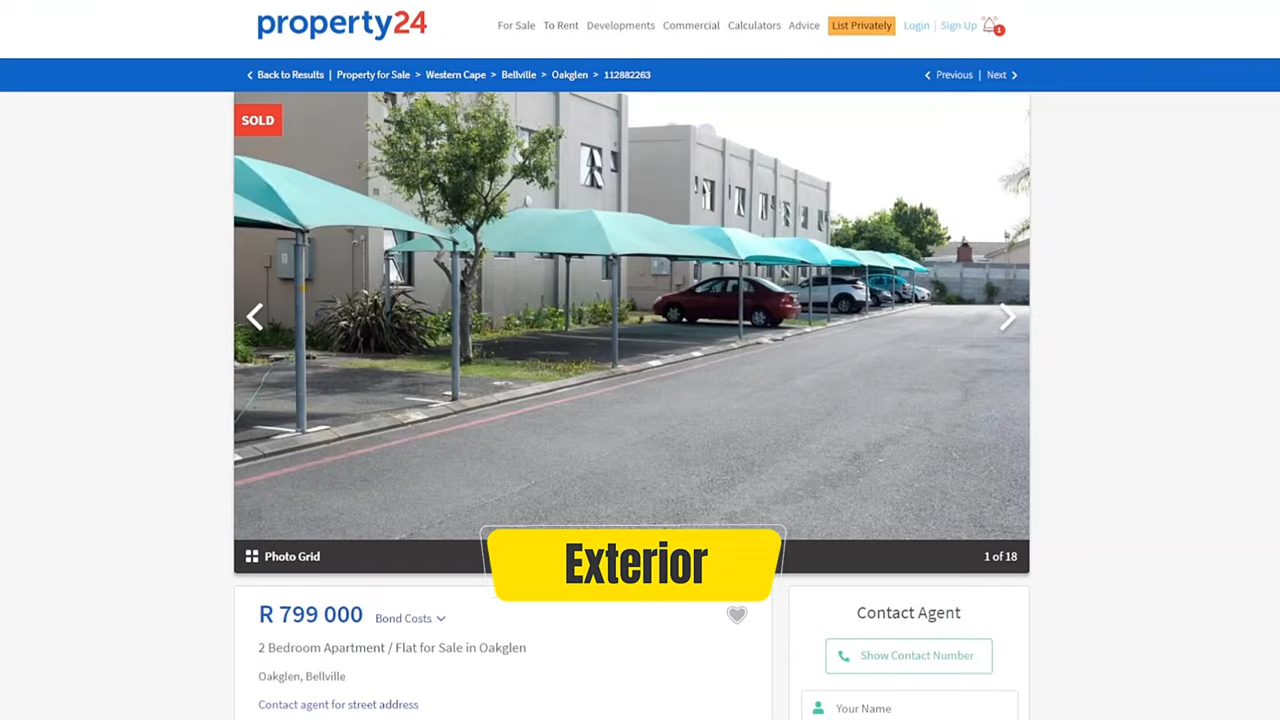 property24
For Sale To Rent Developments Commercial Calculators Advice List Privately Login | Sign Up 1
Back to Results | Property for Sale > Western Cape > Bellville > Oakglen > 112882263 Previous | Next
SOLD
Photo Grid
Exterior
1 of 18
R 799 000 Bond Costs
2 Bedroom Apartment / Flat for Sale in Oakglen
Oakglen, Bellville
Contact agent for street address
Contact Agent
Show Contact Number
Your Name